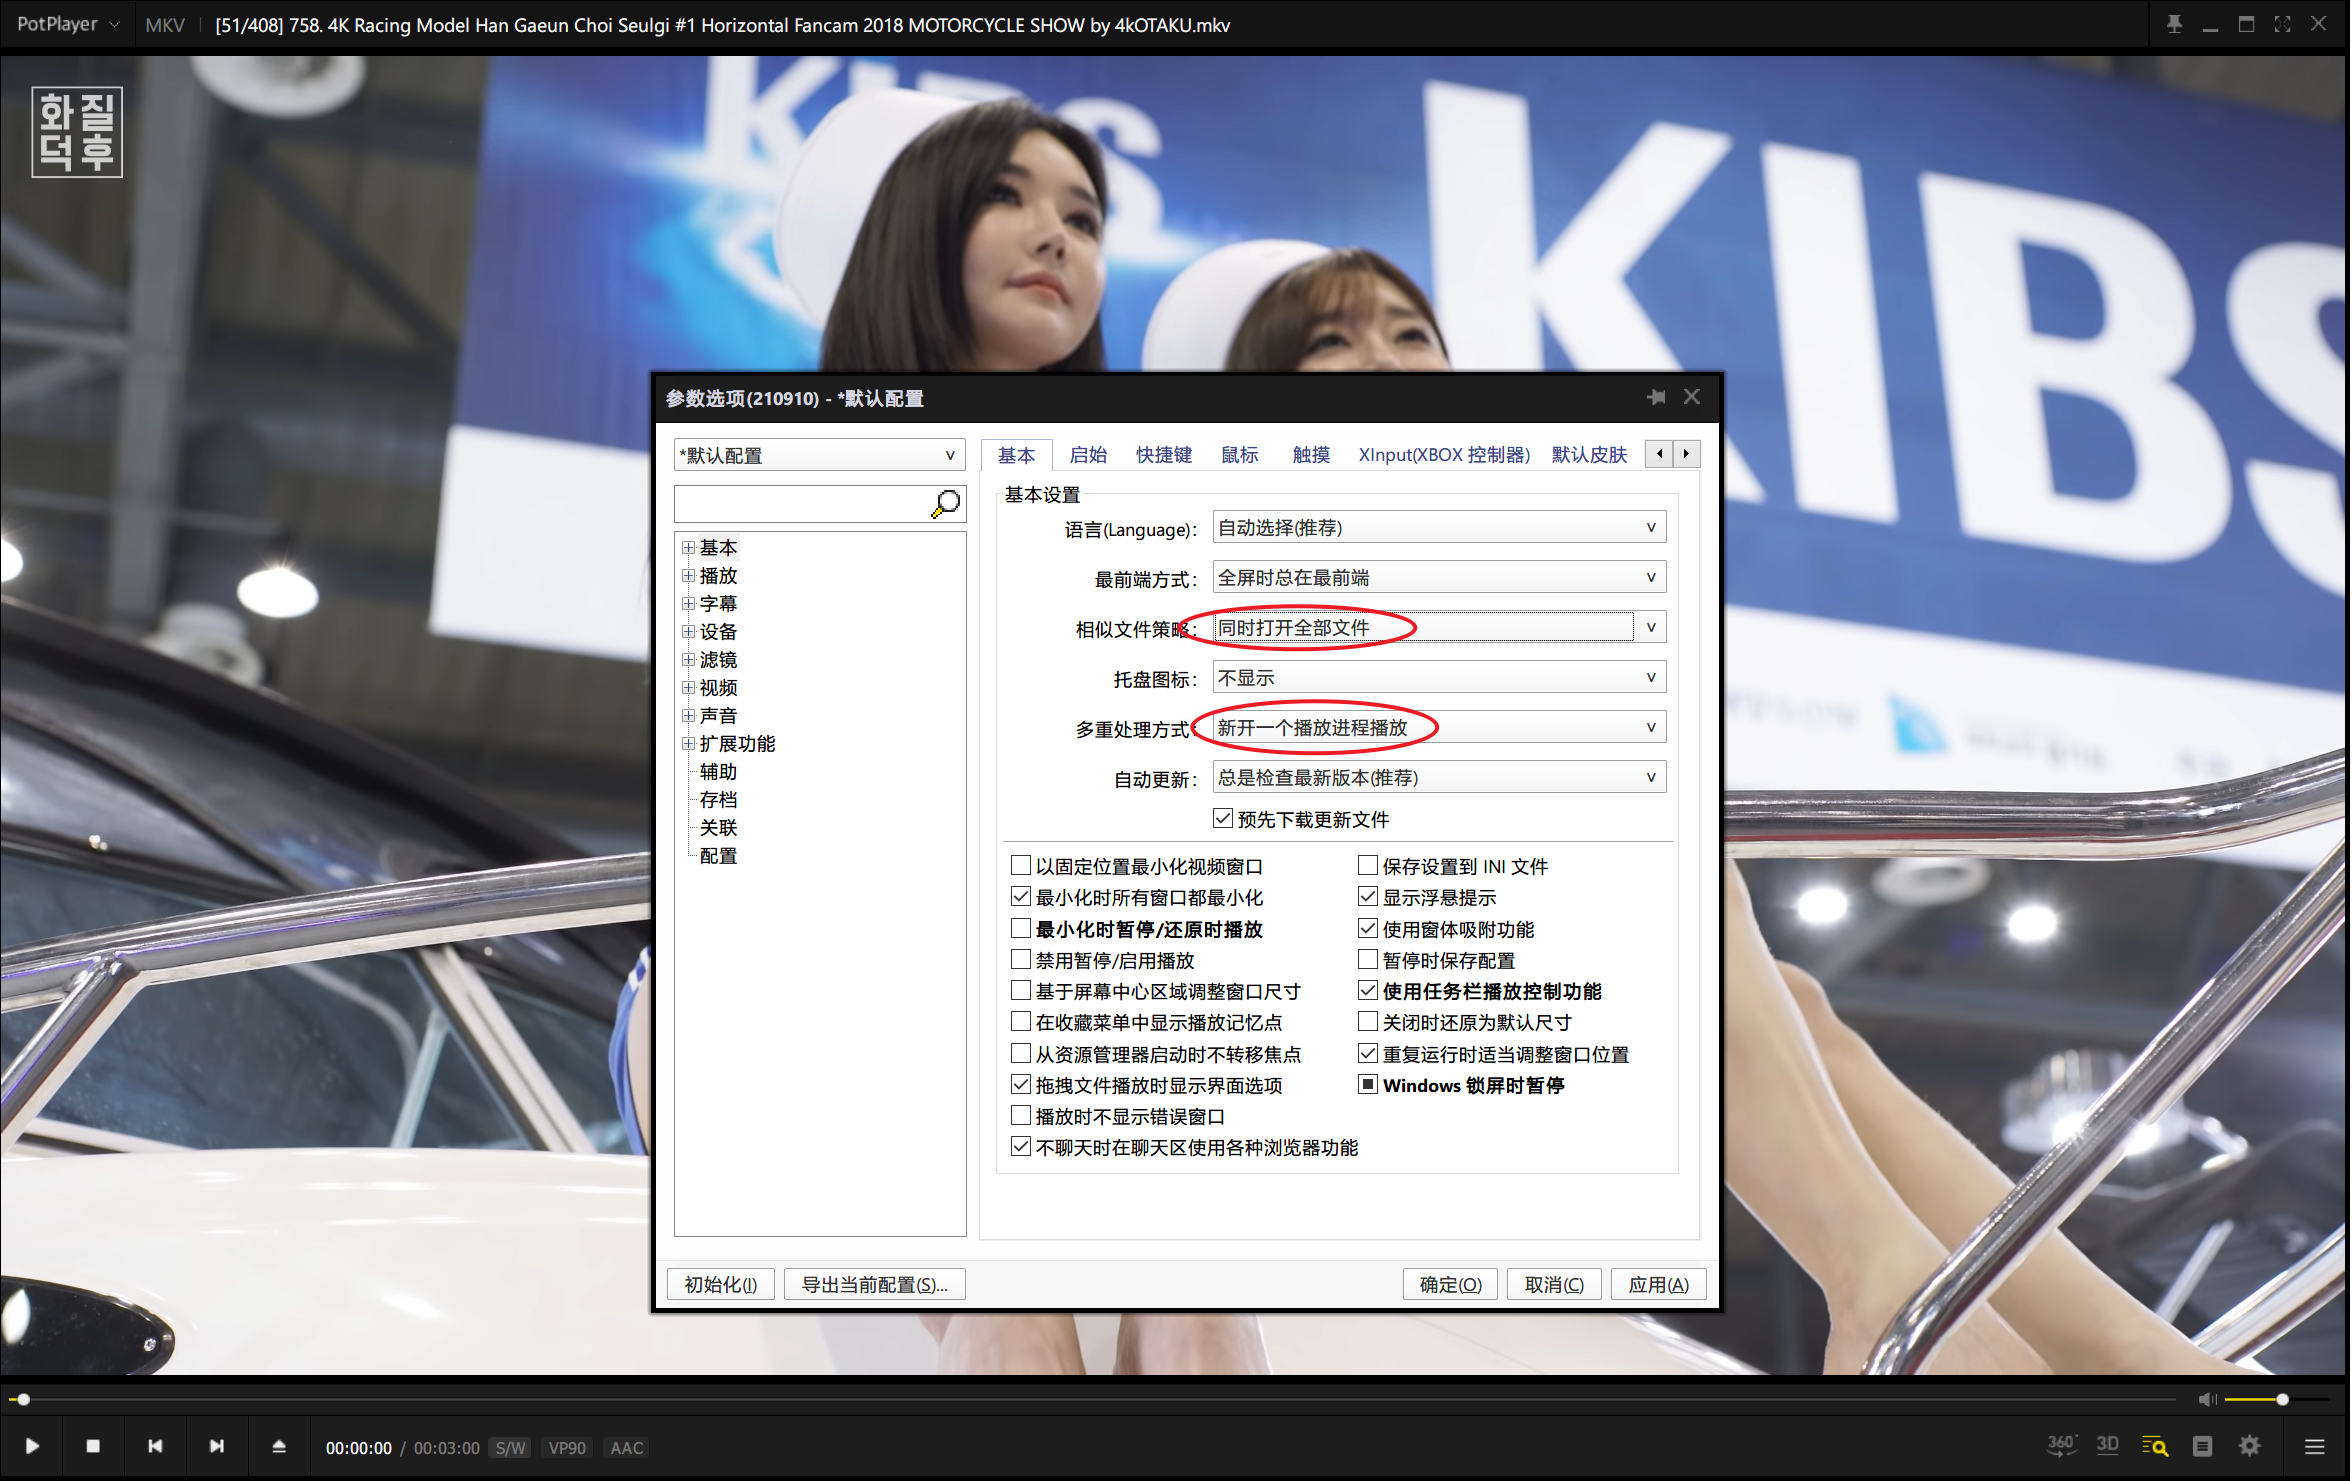 PotPlayer MKV [51/408] 758. 4K Racing Model Han Gaeun Choi Seulgi #1 Horizontal Fancam 2018 MOTORCYCLE SHOW by 4kOTAKU.mkv
화질
덕후
KIBS
KIBS
参数选项(210910) - *默认配置
*默认配置
基本
播放
字幕
设备
滤镜
视频
声音
扩展功能
辅助
存档
关联
配置
基本 启始 快捷键 鼠标 触摸 XInput(XBOX 控制器) 默认皮肤
基本设置
语言(Language): 自动选择(推荐)
最前端方式: 全屏时总在最前端
相似文件策略: 同时打开全部文件
托盘图标: 不显示
多重处理方式: 新开一个播放进程播放
自动更新: 总是检查最新版本(推荐)
预先下载更新文件
以固定位置最小化视频窗口
最小化时所有窗口都最小化
最小化时暂停/还原时播放
禁用暂停/启用播放
基于屏幕中心区域调整窗口尺寸
在收藏菜单中显示播放记忆点
从资源管理器启动时不转移焦点
拖拽文件播放时显示界面选项
播放时不显示错误窗口
不聊天时在聊天区使用各种浏览器功能
保存设置到 INI 文件
显示浮悬提示
使用窗体吸附功能
暂停时保存配置
使用任务栏播放控制功能
关闭时还原为默认尺寸
重复运行时适当调整窗口位置
Windows 锁屏时暂停
初始化(I) 导出当前配置(S)... 确定(O) 取消(C) 应用(A)
00:00:00 / 00:03:00 S/W VP90 AAC 360° 3D